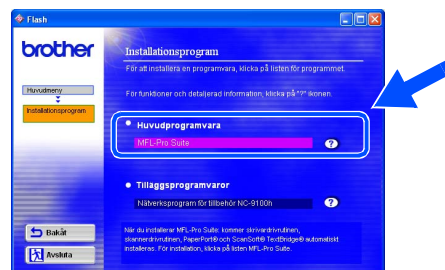 Flash
brother
Installationsprogram
För att installera en programvara, klicka på listen för programmet.
För funktioner och detaljerad information, klicka på "?" ikonen.
Huvudmeny
Installationsprogram
Huvudprogramvara
MFL-Pro Suite
?
Tillaggsprogramvaror
Nätverksprogram för tillbehör NC-9100h
?
När du installerar MFL-Pro Suite: kommer skrivardrivrutinen,
skannerdrivrutinen, PaperPort® och ScanSoft® TextBridge® automatiskt
installeras. För installation, klicka på listen MFL-Pro Suite.
Bakåt
Avsluta